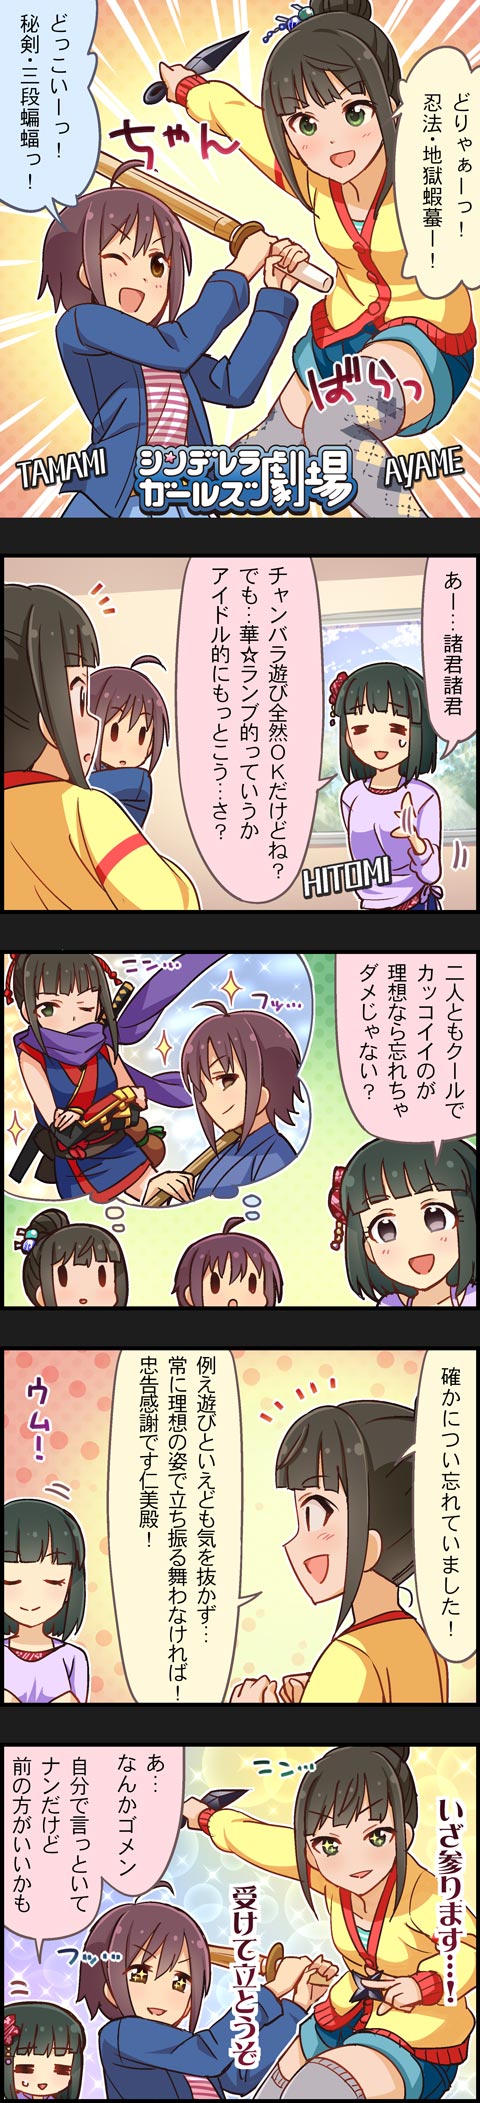 どりゃぁーっ！
忍法・地獄蝦蟇ー！
どっこいーっ！
秘剣・三段蝙蝠っ！
ちゃん
ばらっ
TAMAMI
シンデレラ
ガールズ劇場
AYAME
あー…諸君諸君
チャンバラ遊び全然ＯＫだけどね？
でも…華☆ランブ的っていうか
アイドル的にもっとこう…さ？
HITOMI
二人ともクールで
カッコイイのが
理想なら忘れちゃ
ダメじゃない？
フッ…
ニン…
確かについ忘れていました！
例え遊びといえども気を抜かず…
常に理想の姿で立ち振る舞わなければ！
忠告感謝です仁美殿！
ウム！
いざ参ります…！
ニンッ…
受けて立とうぞ
フッ…
あ…
なんかゴメン
自分で言っといて
ナンだけど
前の方がいいかも